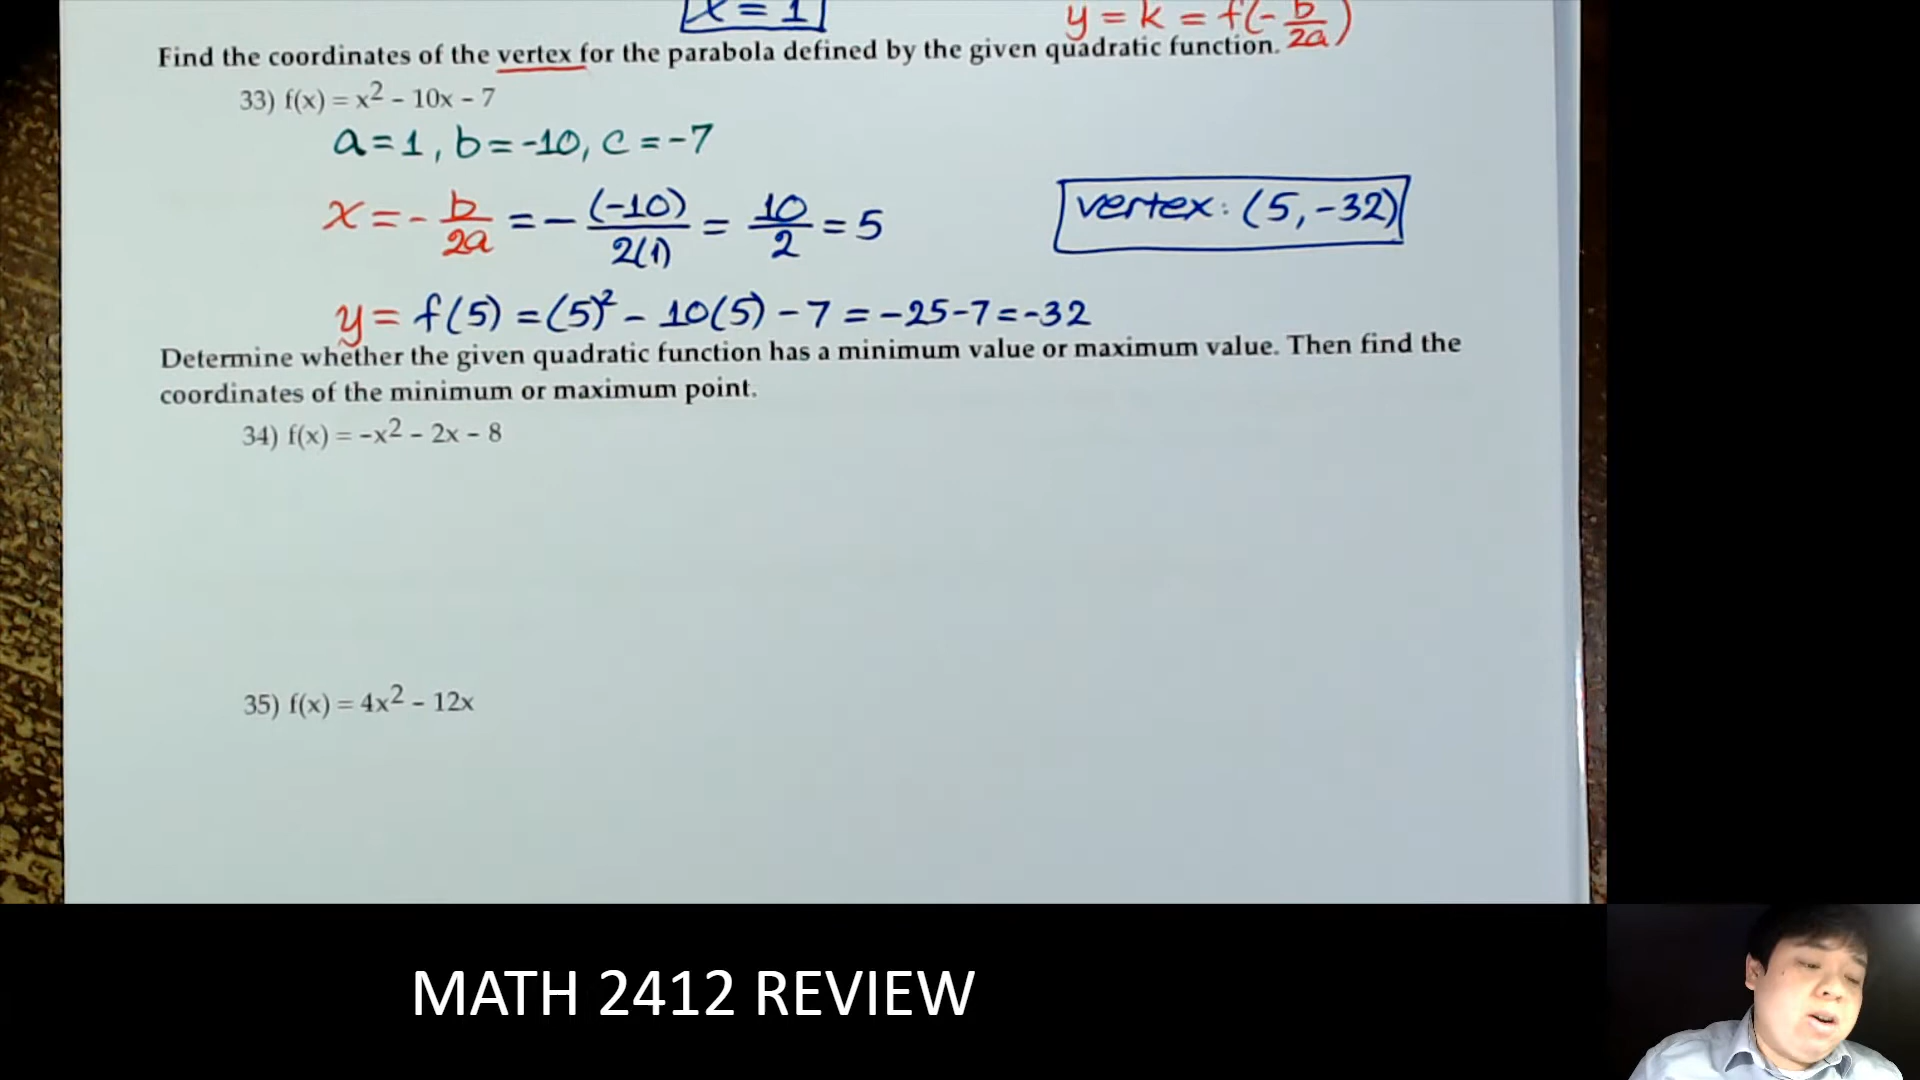 x = 1
y = k = f(-b/2a)
Find the coordinates of the vertex for the parabola defined by the given quadratic function.
33) f(x) = x² - 10x - 7
a=1, b=-10, c=-7
x = -b/2a = -(-10)/2(1) = 10/2 = 5
vertex: (5,-32)
y = f(5) = (5)² - 10(5) - 7 = -25-7=-32
Determine whether the given quadratic function has a minimum value or maximum value. Then find the
coordinates of the minimum or maximum point.
34) f(x) = -x² - 2x - 8
35) f(x) = 4x² - 12x
MATH 2412 REVIEW